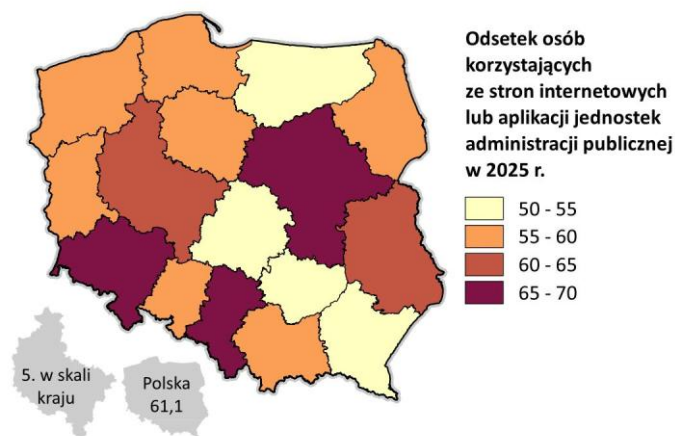 Odsetek osób
korzystających
ze stron internetowych
lub aplikacji jednostek
administracji publicznej
w 2025 r.
50 - 55
55 - 60
60 - 65
65 - 70
5. w skali
kraju
Polska
61,1